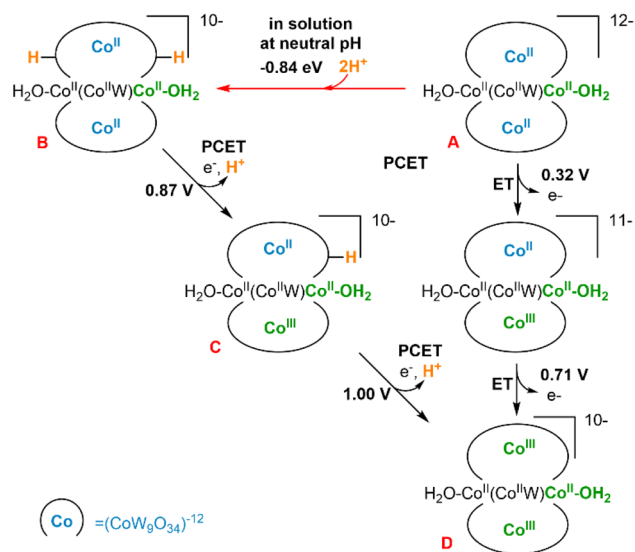 10-
in solution
at neutral pH
-0.84 eV
2H⁺
12-
H
Co^II
H
H₂O-Co^II(Co^IIW)Co^II-OH₂
Co^II
B
Co^II
H₂O-Co^II(Co^IIW)Co^II-OH₂
Co^II
A
PCET
e⁻, H⁺
0.87 V
PCET
ET
0.32 V
e-
10-
Co^II
H
H₂O-Co^II(Co^IIW)Co^II-OH₂
Co^III
C
11-
Co^II
H₂O-Co^II(Co^IIW)Co^II-OH₂
Co^III
PCET
e⁻, H⁺
1.00 V
ET
0.71 V
e-
10-
Co^III
H₂O-Co^II(Co^IIW)Co^II-OH₂
Co^III
D
Co =(CoW₉O₃₄)⁻¹²